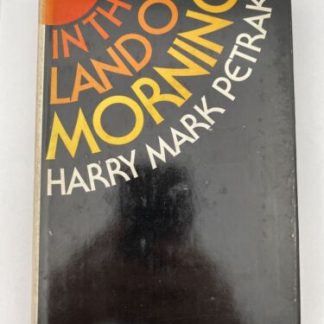 IN TH
LAND O
MORNING
HARRY MARK PETRAK